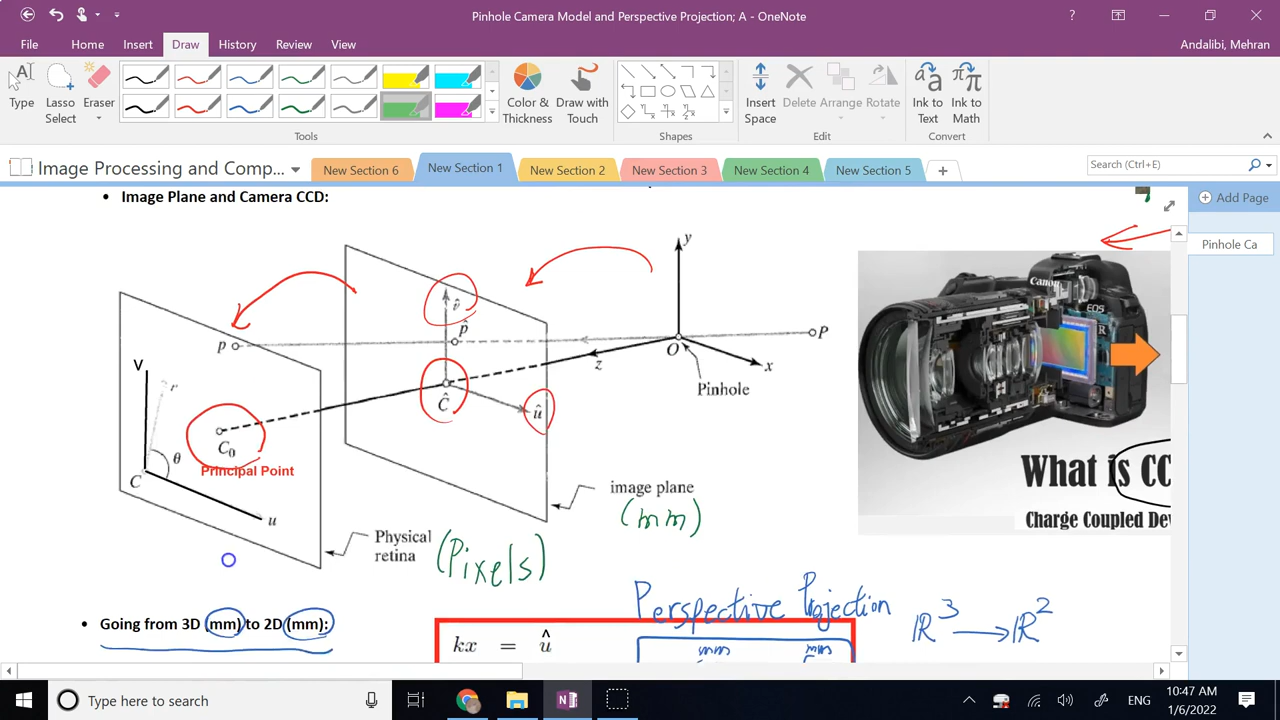 Pinhole Camera Model and Perspective Projection; A - OneNote
?
File
Home
Insert
Draw
History
Review
View
Andalibi, Mehran
Type
Lasso
Select
Eraser
Color &
Thickness
Draw with
Touch
Insert
Space
Delete
Arrange
Rotate
Ink to
Text
Ink to
Math
Tools
Shapes
Edit
Convert
Image Processing and Comp...
New Section 6
New Section 1
New Section 2
New Section 3
New Section 4
New Section 5
Search (Ctrl+E)
Add Page
Pinhole Ca
• Image Plane and Camera CCD:
y
v̂
p̂
P
p
O
x
z
Pinhole
Ĉ
û
V
r
θ
C
u
C₀
Principal Point
image plane
(mm)
Physical
retina
(Pixels)
Canon
EOS
R
What is CC
Charge Coupled De
Perspective Projection
ℝ³ → ℝ²
• Going from 3D (mm) to 2D (mm):
kx = û
mm mm
Type here to search
ENG
10:47 AM
1/6/2022